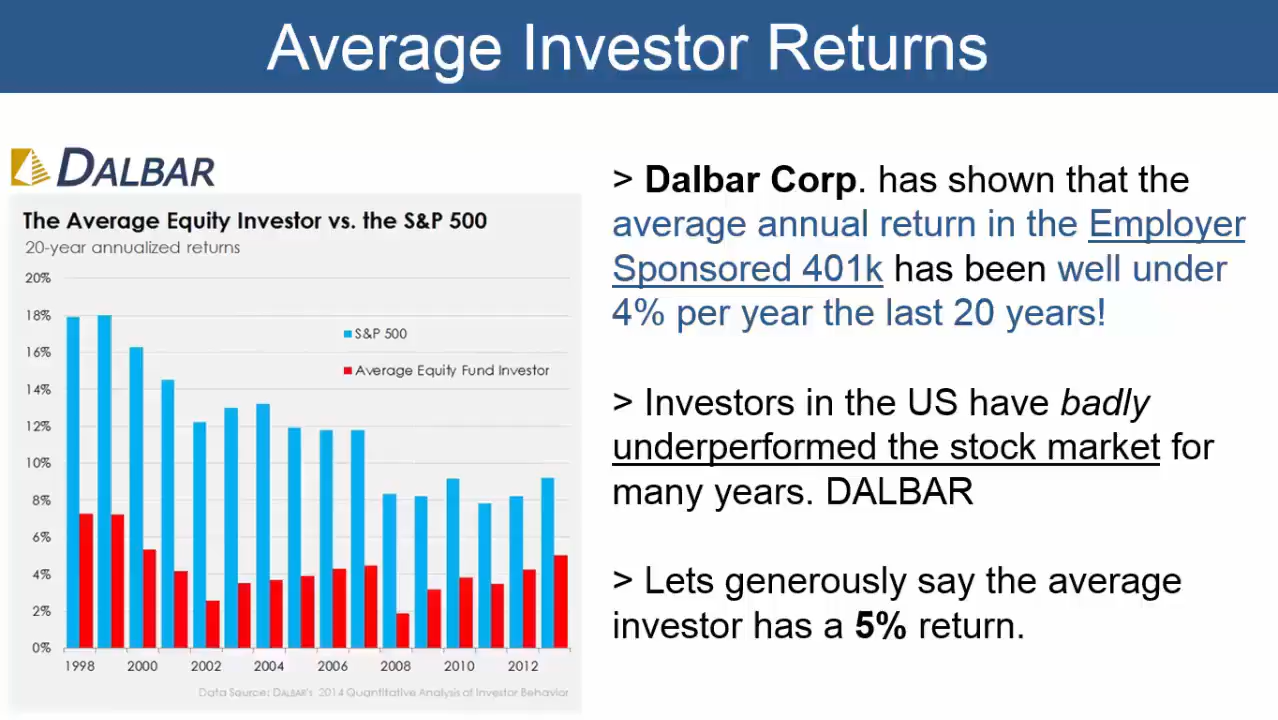 Average Investor Returns
DALBAR
The Average Equity Investor vs. the S&P 500
20-year annualized returns
20%
18%
16%
14%
12%
10%
8%
6%
4%
2%
0%
S&P 500
Average Equity Fund Investor
1998 2000 2002 2004 2006 2008 2010 2012
Data Source: DALBAR's 2014 Quantitative Analysis of Investor Behavior
> Dalbar Corp. has shown that the
average annual return in the Employer
Sponsored 401k has been well under
4% per year the last 20 years!
> Investors in the US have badly
underperformed the stock market for
many years. DALBAR
> Lets generously say the average
investor has a 5% return.